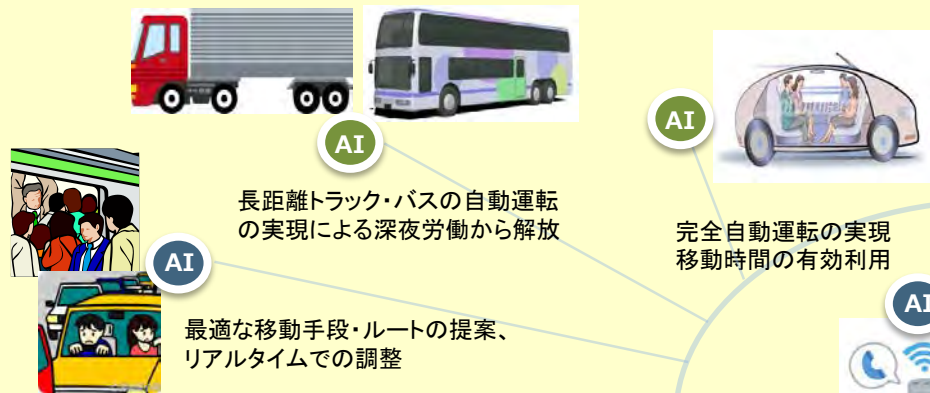 AI
AI
長距離トラック・バスの自動運転
の実現による深夜労働から解放
完全自動運転の実現
移動時間の有効利用
AI
AI
最適な移動手段・ルートの提案、
リアルタイムでの調整